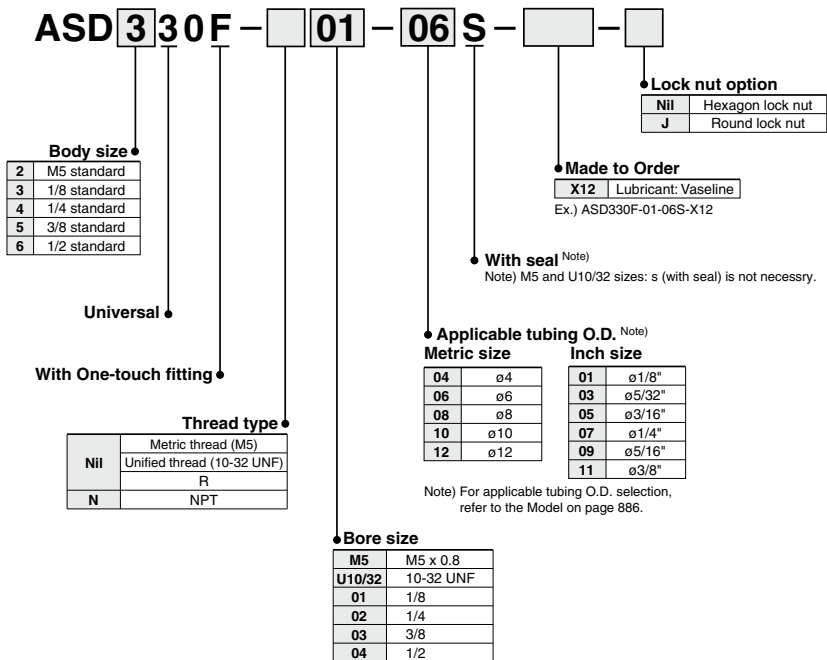 ASD 3 3 0 F – 01 – 06 S –  –
Lock nut option
Nil Hexagon lock nut
J Round lock nut
Body size
2 M5 standard
3 1/8 standard
4 1/4 standard
5 3/8 standard
6 1/2 standard
Made to Order
X12 Lubricant: Vaseline
Ex.) ASD330F-01-06S-X12
With seal Note)
Note) M5 and U10/32 sizes: s (with seal) is not necessry.
Universal
With One-touch fitting
Applicable tubing O.D. Note)
Metric size
04 ø4
06 ø6
08 ø8
10 ø10
12 ø12
Inch size
01 ø1/8"
03 ø5/32"
05 ø3/16"
07 ø1/4"
09 ø5/16"
11 ø3/8"
Note) For applicable tubing O.D. selection,
refer to the Model on page 886.
Thread type
Nil Metric thread (M5)
Unified thread (10-32 UNF)
R
N NPT
Bore size
M5 M5 x 0.8
U10/32 10-32 UNF
01 1/8
02 1/4
03 3/8
04 1/2